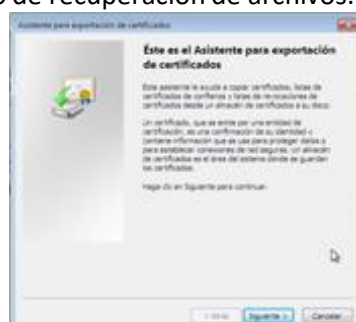 de recuperación de archivos.
Asistente para exportación de certificados
Éste es el Asistente para exportación
de certificados
Este asistente le ayuda a copiar certificados, listas de
certificados de confianza y listas de revocaciones de
certificados desde un almacén de certificados a su disco.
Un certificado, que se emite por una entidad de
certificación, es una confirmación de su identidad y
contiene información que se usa para proteger datos o
para establecer conexiones de red seguras. Un almacén
de certificados es el área del sistema donde se guardan
los certificados.
Haga clic en Siguiente para continuar.
< Atrás Siguiente > Cancelar